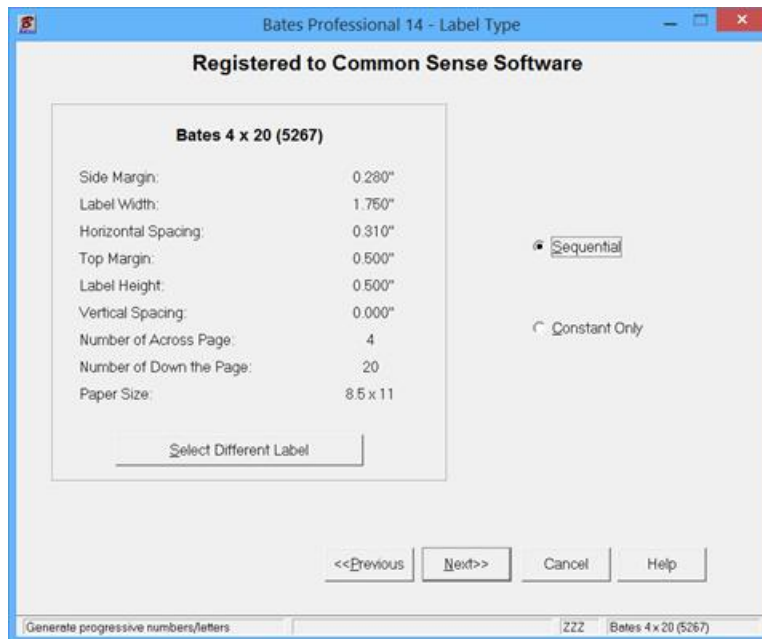 Bates Professional 14 - Label Type
Registered to Common Sense Software
Bates 4 x 20 (5267)
Side Margin: 0.280"
Label Width: 1.750"
Horizontal Spacing: 0.310"
Top Margin: 0.500"
Label Height: 0.500"
Vertical Spacing: 0.000"
Number of Across Page: 4
Number of Down the Page: 20
Paper Size: 8.5 x 11
Select Different Label
Sequential
Constant Only
<<Previous Next>> Cancel Help
Generate progressive numbers/letters ZZZ Bates 4 x 20 (5267)